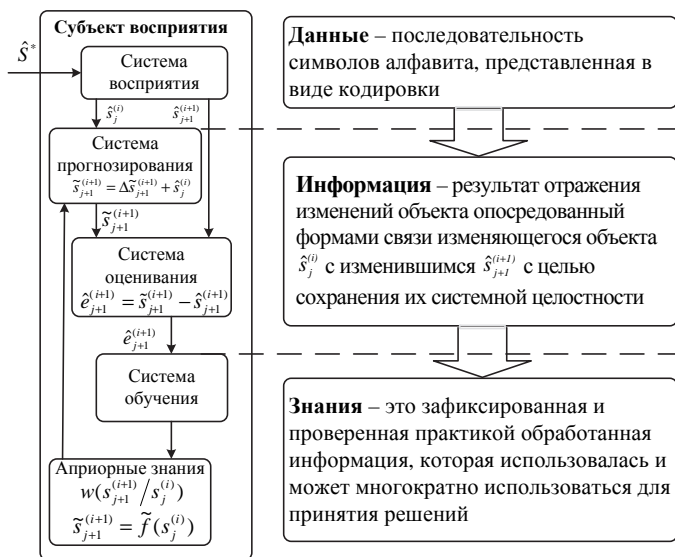 Субъект восприятия
Ŝ*
Система
восприятия
ŝ_j^(i) ŝ_{j+1}^(i+1)
Система
прогнозирования
s̃_{j+1}^(i+1) = Δs̃_{j+1}^(i+1) + ŝ_j^(i)
s̃_{j+1}^(i+1)
Система
оценивания
ê_{j+1}^(i+1) = s̃_{j+1}^(i+1) − ŝ_{j+1}^(i+1)
ê_{j+1}^(i+1)
Система
обучения
Априорные знания
w(s_{j+1}^(i+1)/s_j^(i))
s̃_{j+1}^(i+1) = f̃(s_j^(i))
Данные – последовательность
символов алфавита, представленная в
виде кодировки
Информация – результат отражения
изменений объекта опосредованный
формами связи изменяющегося объекта
ŝ_j^(i) с изменившимся ŝ_{j+1}^(i+1) с целью
сохранения их системной целостности
Знания – это зафиксированная и
проверенная практикой обработанная
информация, которая использовалась и
может многократно использоваться для
принятия решений